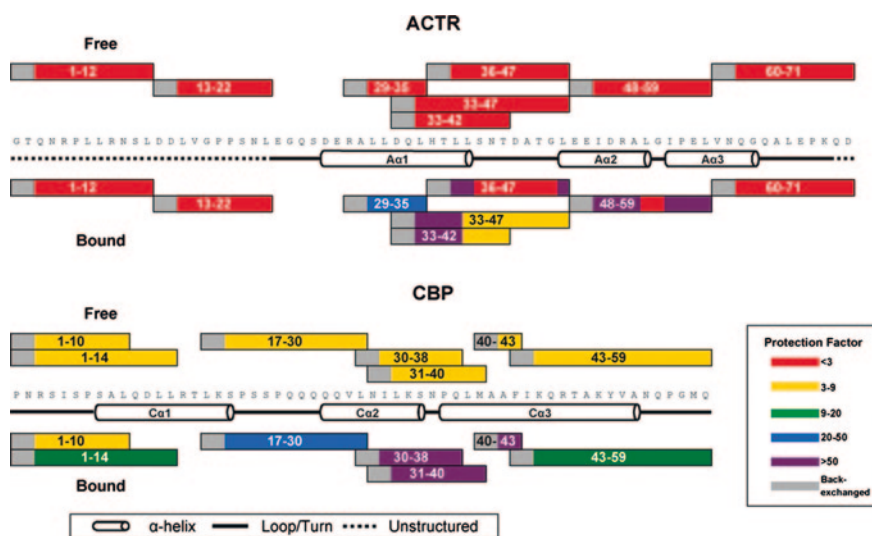 ACTR
Free
1-12 36-47 60-71
13-22 29-35 48-59
33-47
33-42
G T Q N R P L L R N S L D D L V G P P S N L E G Q S D E R A L L D Q L H T L L S N T D A T G L E E I D R A L G I P E L V N Q G Q A L E P K Q D
Aα1 Aα2 Aα3
1-12 36-47 60-71
13-22 29-35 48-59
33-47
33-42
Bound
CBP
Free
1-10 17-30 40-43
1-14 30-38 43-59
31-40
P N R S I S P S A L Q D L L R T L K S P S S P Q Q Q Q Q V L N I L K S N P Q L M A A F I K Q R T A K Y V A N Q P G M Q
Cα1 Cα2 Cα3
1-10 17-30 40-43
1-14 30-38 43-59
31-40
Bound
Protection Factor
<3
3-9
9-20
20-50
>50
Back-
exchanged
α-helix Loop/Turn Unstructured